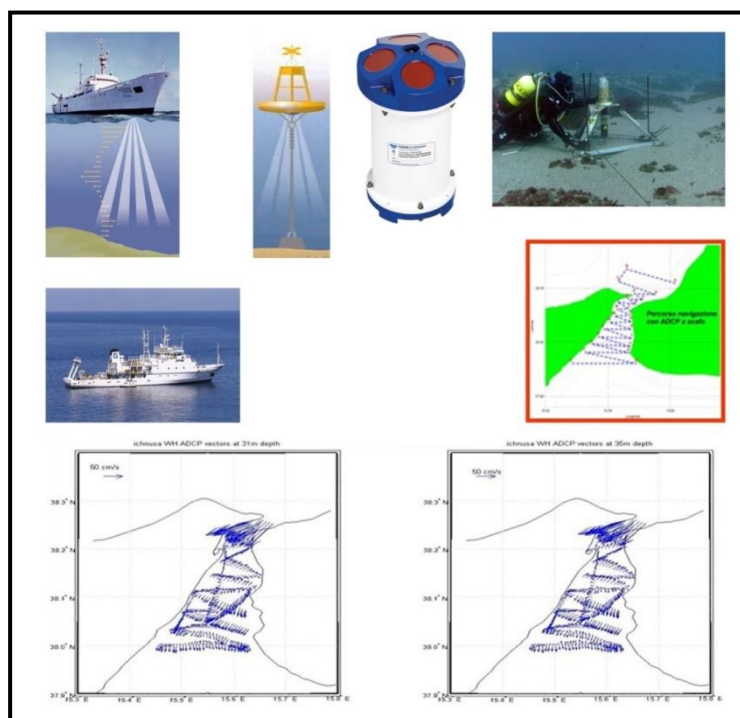 Percorso navigazione
con ADCP a scafo
ichnusa WH ADCP vectors at 31m depth
50 cm/s
38.3° N
38.2° N
38.1° N
38.0° N
37.9° N
15.3 E
15.4 E
15.5 E
15.6 E
15.7 E
15.8 E
ichnusa WH ADCP vectors at 35m depth
50 cm/s
38.3° N
38.2° N
38.1° N
38.0° N
37.9° N
15.3 E
15.4 E
15.5 E
15.6 E
15.7 E
15.8 E